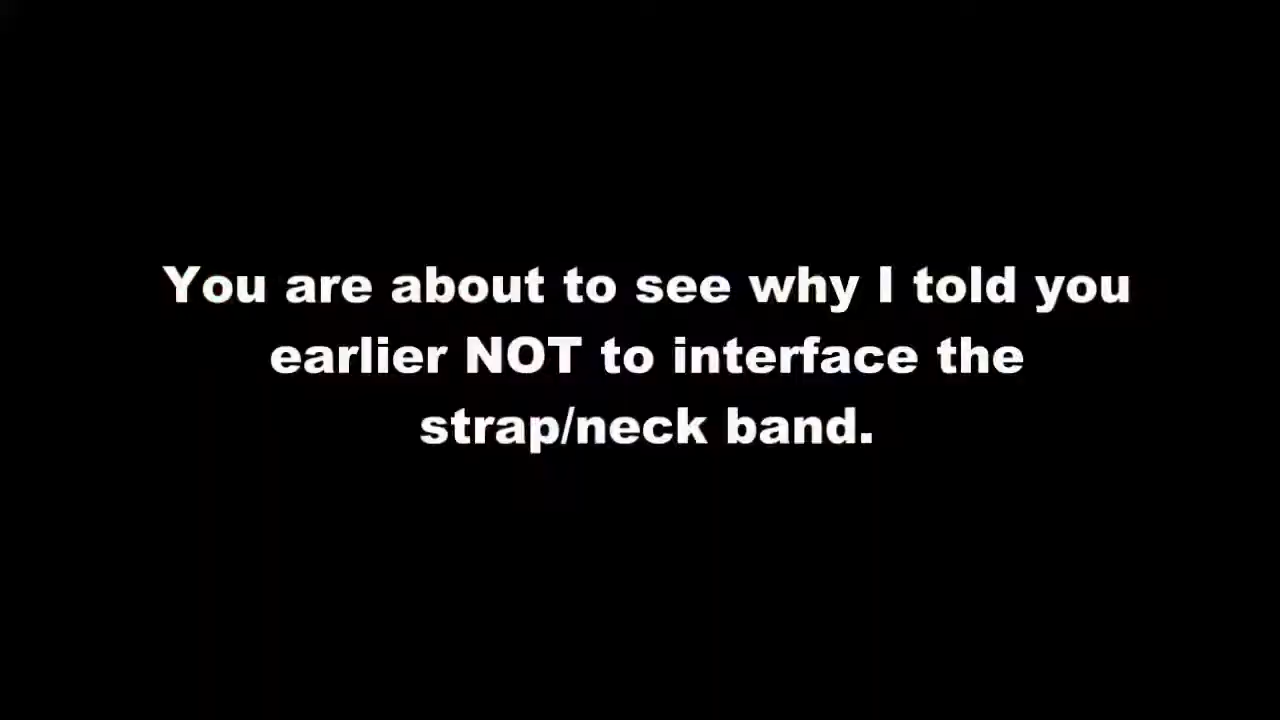 You are about to see why I told you
earlier NOT to interface the
strap/neck band.